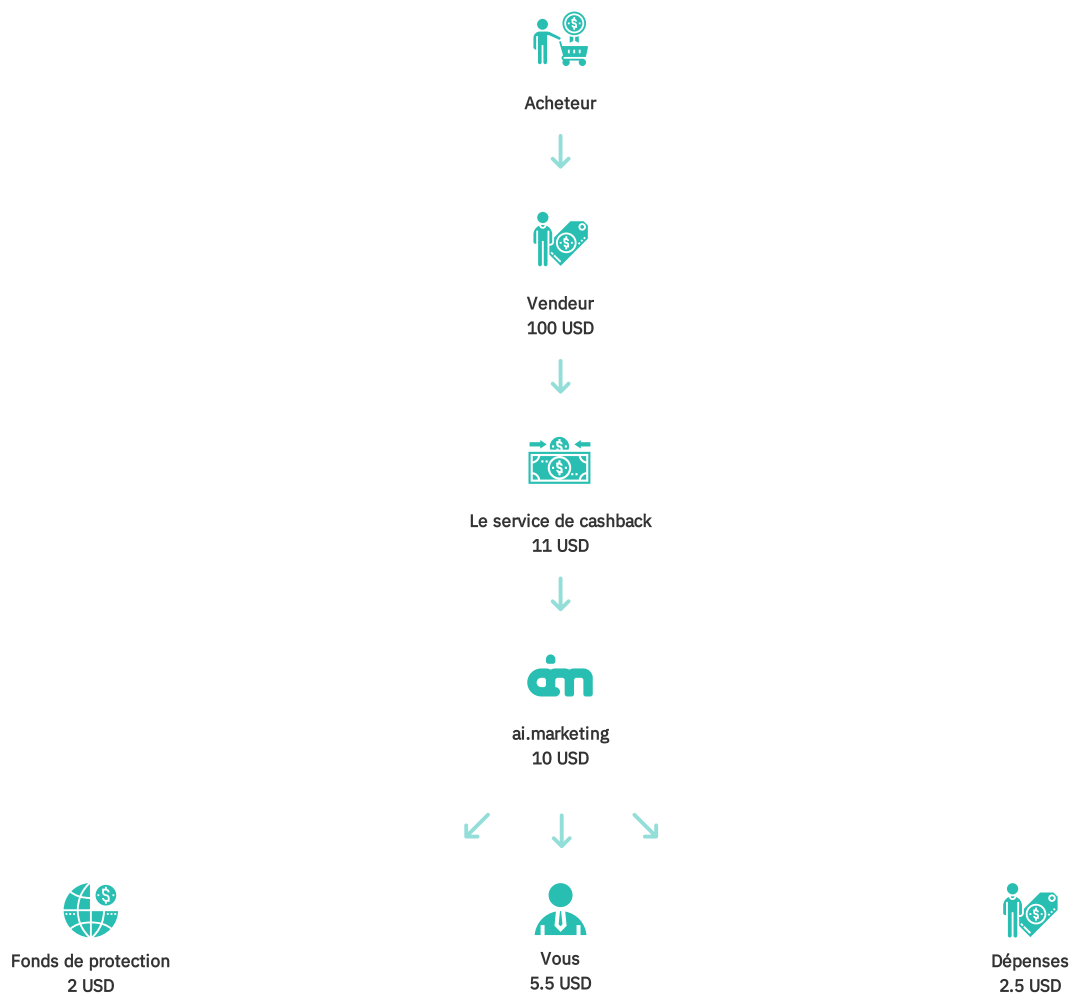 Acheteur
Vendeur
100 USD
Le service de cashback
11 USD
aim
ai.marketing
10 USD
Fonds de protection
2 USD
Vous
5.5 USD
Dépenses
2.5 USD